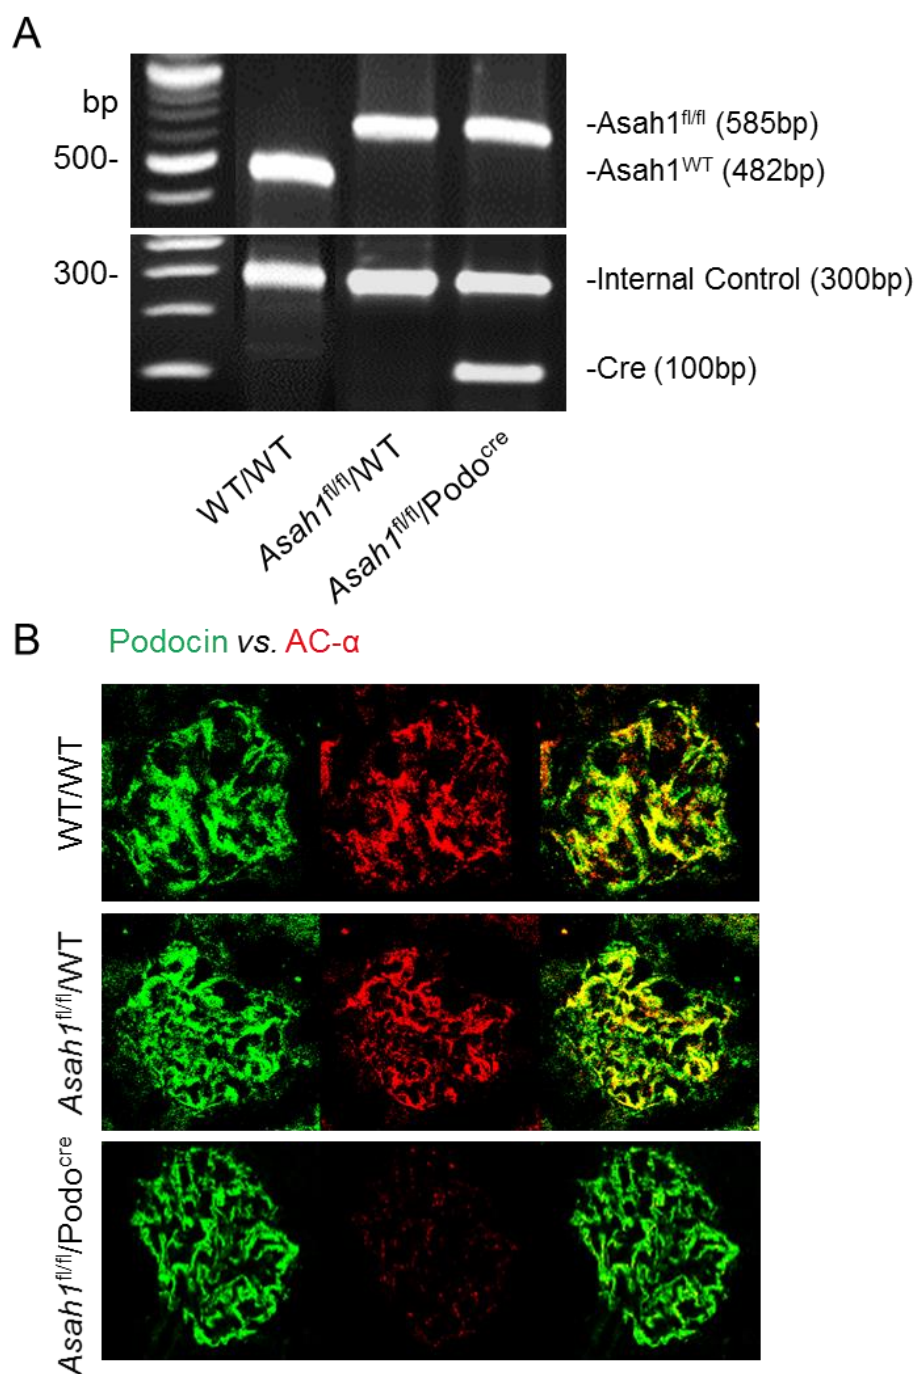 A
bp
500-
300-
-Asah1fl/fl (585bp)
-Asah1WT (482bp)
-Internal Control (300bp)
-Cre (100bp)
WT/WT
Asah1fl/fl/WT
Asah1fl/fl/Podocre
B
Podocin vs. AC-α
WT/WT
Asah1fl/fl/WT
Asah1fl/fl/Podocre